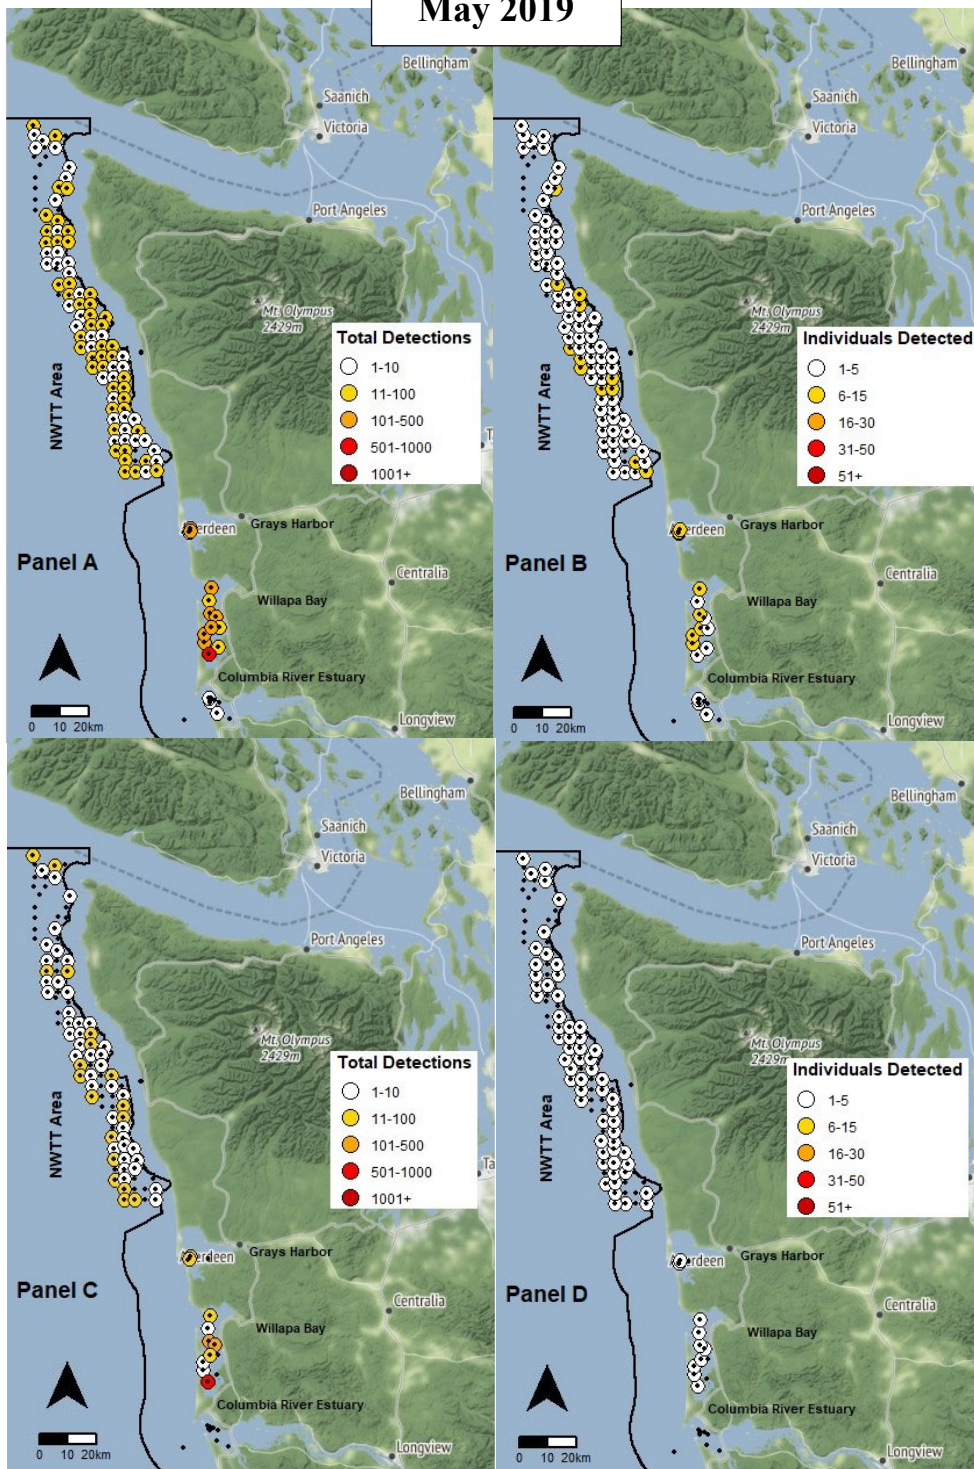 May 2019
Bellingham
Saanich
Victoria
Port Angeles
Mt. Olympus
2429m
NWTT Area
Total Detections
1-10
11-100
101-500
501-1000
1001+
Aberdeen
Grays Harbor
Panel A
Centralia
Willapa Bay
Columbia River Estuary
0 10 20km
Longview
Bellingham
Saanich
Victoria
Port Angeles
Mt. Olympus
2429m
NWTT Area
Individuals Detected
1-5
6-15
16-30
31-50
51+
Aberdeen
Grays Harbor
Panel B
Centralia
Willapa Bay
Columbia River Estuary
0 10 20km
Longview
Bellingham
Saanich
Victoria
Port Angeles
Mt. Olympus
2429m
NWTT Area
Total Detections
1-10
11-100
101-500
501-1000
1001+
Ta
Aberdeen
Grays Harbor
Panel C
Centralia
Willapa Bay
Columbia River Estuary
0 10 20km
Longview
Bellingham
Saanich
Victoria
Port Angeles
Mt. Olympus
2429m
NWTT Area
Individuals Detected
1-5
6-15
16-30
31-50
51+
Aberdeen
Grays Harbor
Panel D
Centralia
Willapa Bay
Columbia River Estuary
0 10 20km
Longview